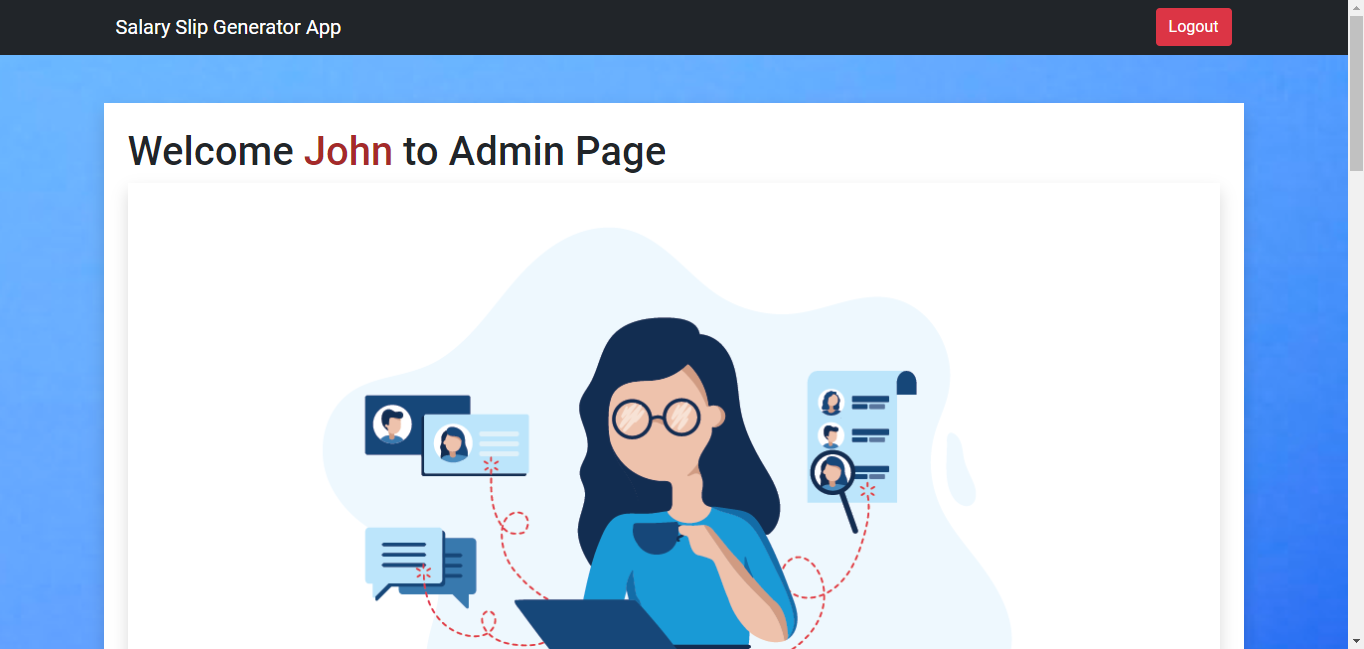 Salary Slip Generator App
Logout
Welcome John to Admin Page